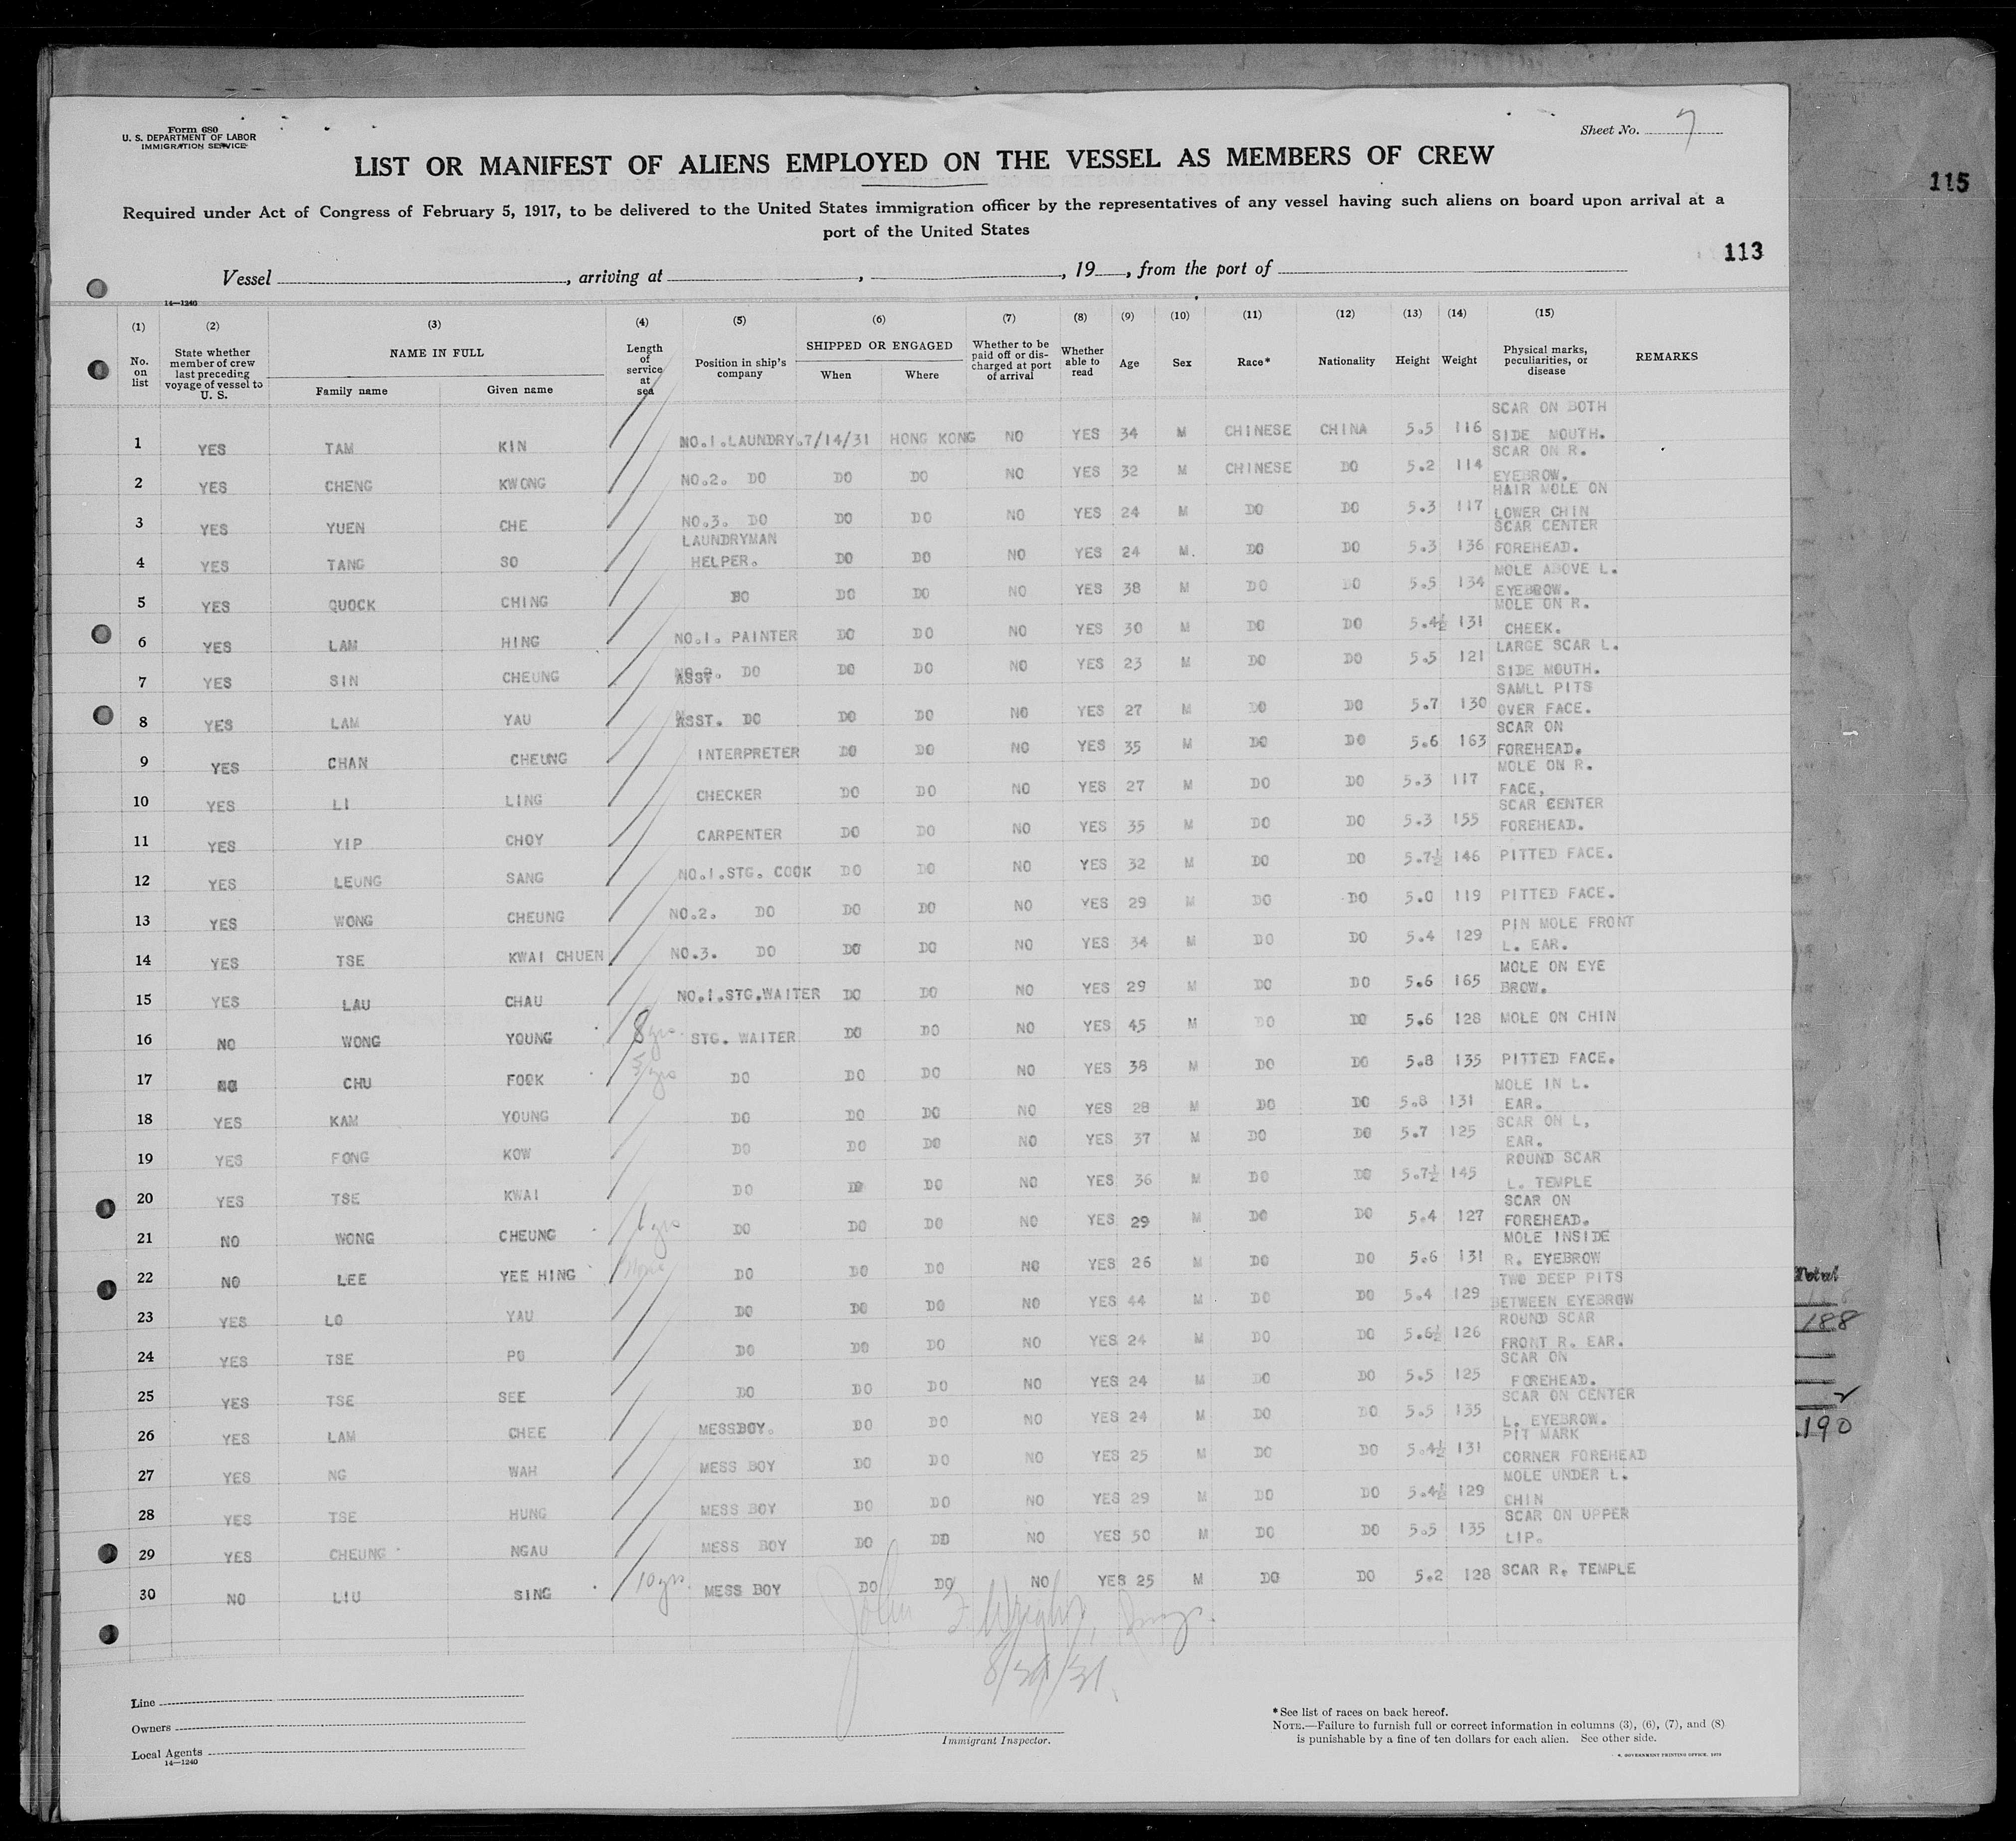 Form 680
U. S. DEPARTMENT OF LABOR
IMMIGRATION SERVICE
Sheet No. 7
LIST OR MANIFEST OF ALIENS EMPLOYED ON THE VESSEL AS MEMBERS OF CREW
115
Required under Act of Congress of February 5, 1917, to be delivered to the United States immigration officer by the representatives of any vessel having such aliens on board upon arrival at a
port of the United States
113
Vessel , arriving at , , 19 , from the port of
14—1240
(1) (2) (3) (4) (5) (6) (7) (8) (9) (10) (11) (12) (13) (14) (15)
No. on list State whether member of crew last preceding voyage of vessel to U. S. NAME IN FULL Family name Given name Length of service at sea Position in ship's company SHIPPED OR ENGAGED When Where Whether to be paid off or discharged at port of arrival Whether able to read Age Sex Race* Nationality Height Weight Physical marks, peculiarities, or disease REMARKS
1 YES TAM KIN NO.1.LAUNDRY. 7/14/31 HONG KONG NO YES 34 M CHINESE CHINA 5.5 116 SCAR ON BOTH SIDE MOUTH.
2 YES CHENG KWONG NO.2. DO DO DO NO YES 32 M CHINESE DO 5.2 114 SCAR ON R. EYEBROW.
3 YES YUEN CHE NO.3. DO DO DO NO YES 24 M DO DO 5.3 117 HAIR MOLE ON LOWER CHIN
4 YES TANG SO LAUNDRYMAN HELPER. DO DO NO YES 24 M. DO DO 5.3 136 SCAR CENTER FOREHEAD.
5 YES QUOCK CHING DO DO DO NO YES 38 M DO DO 5.5 134 MOLE ABOVE L. EYEBROW.
6 YES LAM HING NO.1. PAINTER DO DO NO YES 30 M DO DO 5.4½ 131 MOLE ON R. CHEEK.
7 YES SIN CHEUNG ASST. DO DO DO NO YES 23 M DO DO 5.5 121 LARGE SCAR L. SIDE MOUTH.
8 YES LAM YAU ASST. DO DO DO NO YES 27 M DO DO 5.7 130 SAMLL PITS OVER FACE.
9 YES CHAN CHEUNG INTERPRETER DO DO NO YES 35 M DO DO 5.6 163 SCAR ON FOREHEAD.
10 YES LI LING CHECKER DO DO NO YES 27 M DO DO 5.3 117 MOLE ON R. FACE,
11 YES YIP CHOY CARPENTER DO DO NO YES 35 M DO DO 5.3 155 SCAR CENTER FOREHEAD.
12 YES LEUNG SANG NO.1.STG. COOK DO DO NO YES 32 M DO DO 5.7½ 146 PITTED FACE.
13 YES WONG CHEUNG NO.2. DO DO DO NO YES 29 M DO DO 5.0 119 PITTED FACE.
14 YES TSE KWAI CHUEN NO.3. DO DO DO NO YES 34 M DO DO 5.4 129 PIN MOLE FRONT L. EAR.
15 YES LAU CHAU NO.1.STG.WAITER DO DO NO YES 29 M DO DO 5.6 165 MOLE ON EYE BROW.
16 NO WONG YOUNG 8 yrs. STG. WAITER DO DO NO YES 45 M DO DO 5.6 128 MOLE ON CHIN
17 NO CHU FOOK 5 yrs DO DO DO NO YES 38 M DO DO 5.8 135 PITTED FACE.
18 YES KAM YOUNG DO DO DO NO YES 28 M DO DO 5.8 131 MOLE IN L. EAR.
19 YES FONG KOW DO DO DO NO YES 37 M DO DO 5.7 125 SCAR ON L, EAR.
20 YES TSE KWAI DO DO DO NO YES 36 M DO DO 5.7½ 145 ROUND SCAR L. TEMPLE
21 NO WONG CHEUNG 6 yrs DO DO DO NO YES 29 M DO DO 5.4 127 SCAR ON FOREHEAD.
22 NO LEE YEE HING DO DO DO NO YES 26 M DO DO 5.6 131 MOLE INSIDE R. EYEBROW
23 YES LO YAU DO DO DO NO YES 44 M DO DO 5.4 129 TWO DEEP PITS BETWEEN EYEBROW
24 YES TSE PO DO DO DO NO YES 24 M DO DO 5.6½ 126 ROUND SCAR FRONT R. EAR.
25 YES TSE SEE DO DO DO NO YES 24 M DO DO 5.5 125 SCAR ON FOREHEAD.
26 YES LAM CHEE MESSBOY. DO DO NO YES 24 M DO DO 5.5 135 SCAR ON CENTER L. EYEBROW.
27 YES NG WAH MESS BOY DO DO NO YES 25 M DO DO 5.4½ 131 PIT MARK CORNER FOREHEAD
28 YES TSE HUNG MESS BOY DO DO NO YES 29 M DO DO 5.4½ 129 MOLE UNDER L. CHIN
29 YES CHEUNG NGAU MESS BOY DO DO NO YES 50 M DO DO 5.5 135 SCAR ON UPPER LIP.
30 NO LIU SING 10 yrs. MESS BOY DO DO NO YES 25 M DO DO 5.2 128 SCAR R. TEMPLE
188
2
190
John Wright, Insp.
Line
Owners
Local Agents
14—1240
Immigrant Inspector.
*See list of races on back hereof.
NOTE.—Failure to furnish full or correct information in columns (3), (6), (7), and (8)
is punishable by a fine of ten dollars for each alien. See other side.